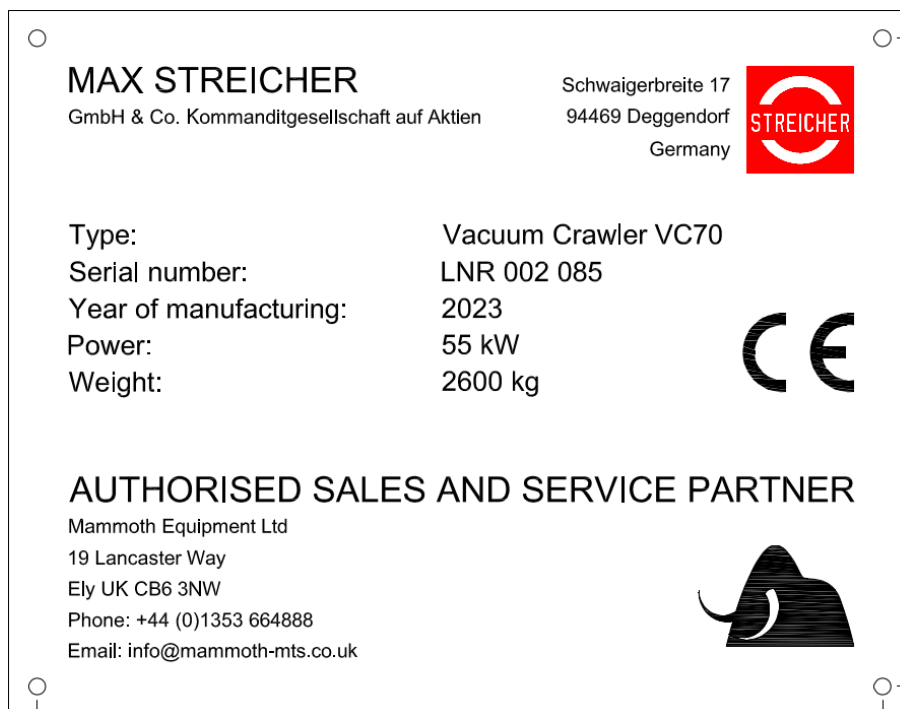 MAX STREICHER
GmbH & Co. Kommanditgesellschaft auf Aktien
Schwaigerbreite 17
94469 Deggendorf
Germany
STREICHER
Type: Vacuum Crawler VC70
Serial number: LNR 002 085
Year of manufacturing: 2023
Power: 55 kW
Weight: 2600 kg
CE
AUTHORISED SALES AND SERVICE PARTNER
Mammoth Equipment Ltd
19 Lancaster Way
Ely UK CB6 3NW
Phone: +44 (0)1353 664888
Email: info@mammoth-mts.co.uk